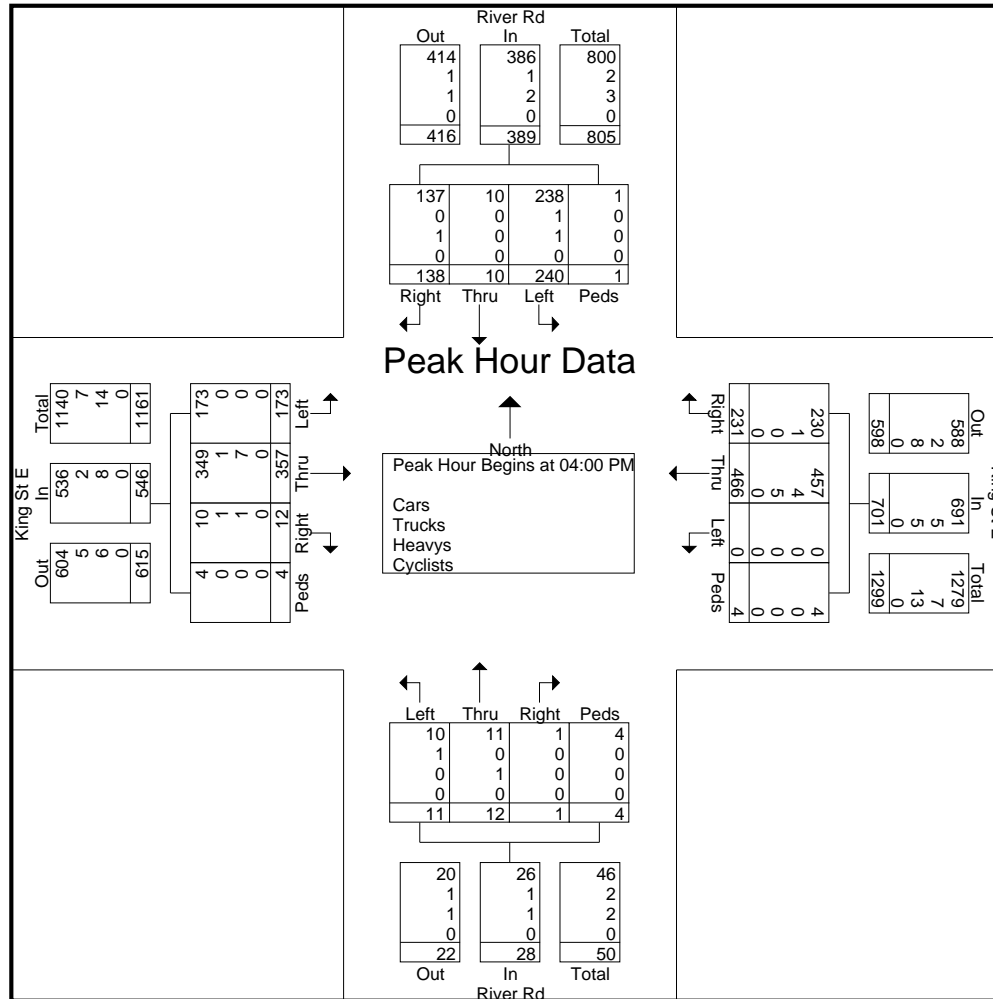 River Rd
Out In Total
414 386 800
1 1 2
1 2 3
0 0 0
416 389 805
137 10 238 1
0 0 1 0
1 0 1 0
0 0 0 0
138 10 240 1
Right Thru Left Peds
Peak Hour Data
North
Peak Hour Begins at 04:00 PM
Cars
Trucks
Heavys
Cyclists
King St E
Total
1140
7
14
0
1161
In
536
2
8
0
546
Out
604
5
6
0
615
Left
173
0
0
0
173
Thru
349
1
7
0
357
Right
10
1
1
0
12
Peds
4
0
0
0
4
Right
230
1
0
0
231
Thru
457
4
5
0
466
Left
0
0
0
0
0
Peds
4
0
0
0
4
Out
588
2
8
0
598
In
691
5
5
0
701
Total
1279
7
13
0
1299
Left Thru Right Peds
10 11 1 4
1 0 0 0
0 1 0 0
0 0 0 0
11 12 1 4
20 26 46
1 1 2
1 1 2
0 0 0
22 28 50
Out In Total
River Rd